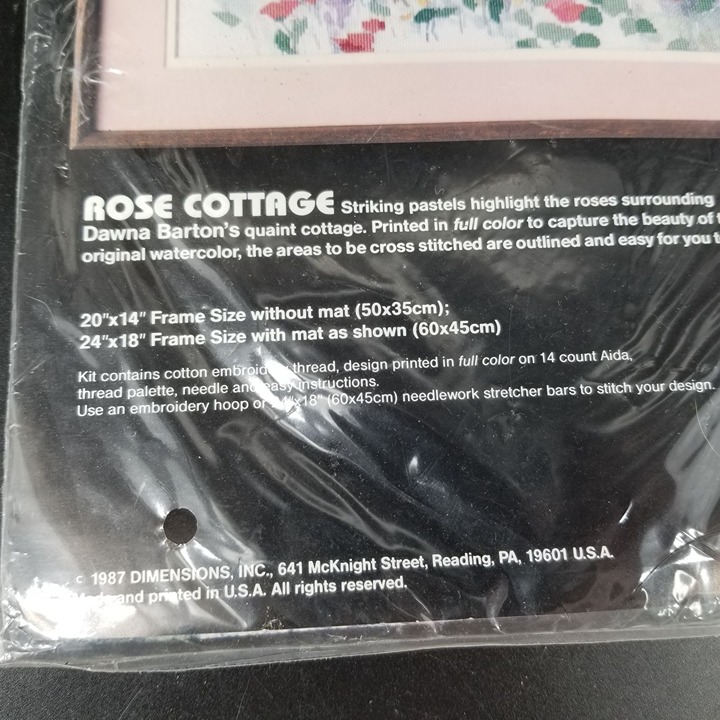 ROSE COTTAGE Striking pastels highlight the roses surrounding
Dawna Barton's quaint cottage. Printed in full color to capture the beauty of
original watercolor, the areas to be cross stitched are outlined and easy for you
20"x14" Frame Size without mat (50x35cm);
24"x18" Frame Size with mat as shown (60x45cm)
Kit contains cotton embroidery thread, design printed in full color on 14 count Aida,
thread palette, needle and easy instructions.
Use an embroidery hoop or 24"x18" (60x45cm) needlework stretcher bars to stitch your design.
c 1987 DIMENSIONS, INC., 641 McKnight Street, Reading, PA, 19601 U.S.A.
Made and printed in U.S.A. All rights reserved.